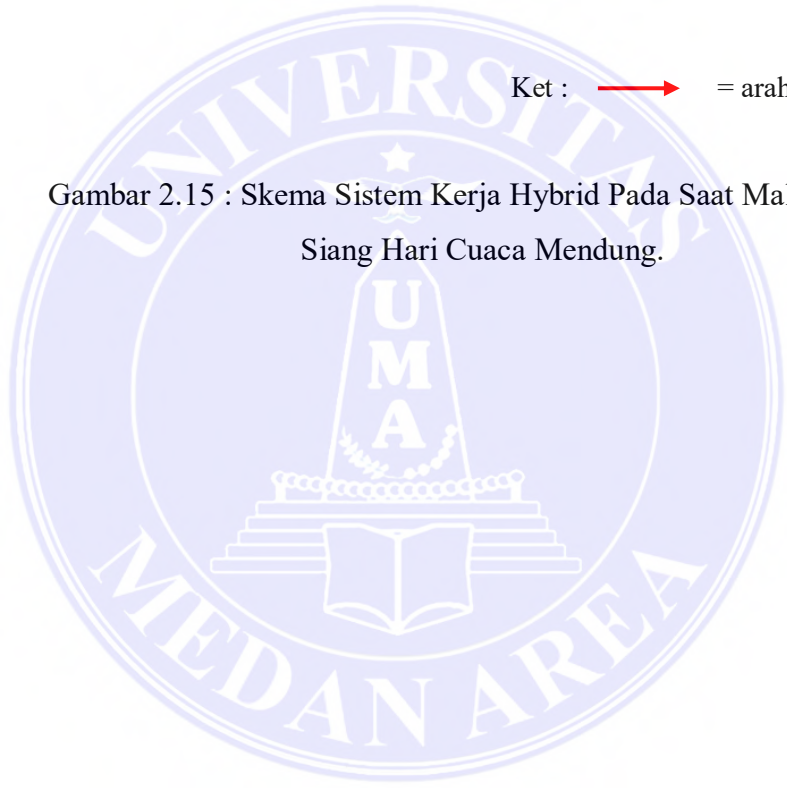 Ket : = arah
Gambar 2.15 : Skema Sistem Kerja Hybrid Pada Saat
Siang Hari Cuaca Mendung.
UNIVERSITAS
UMA
MEDAN AREA